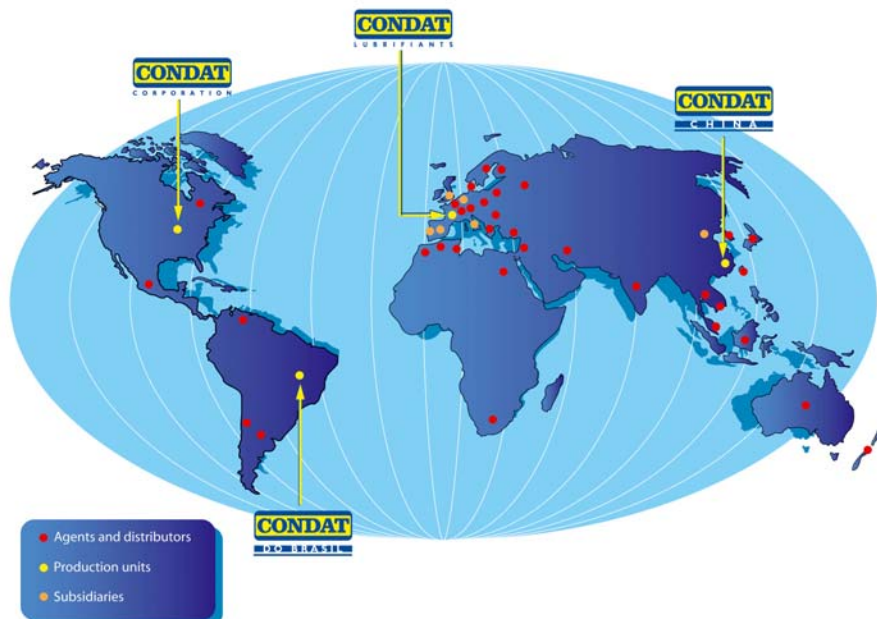 CONDAT
LUBRIFIANTS
CONDAT
CORPORATION
CONDAT
CHINA
CONDAT
DO BRASIL
Agents and distributors
Production units
Subsidiaries